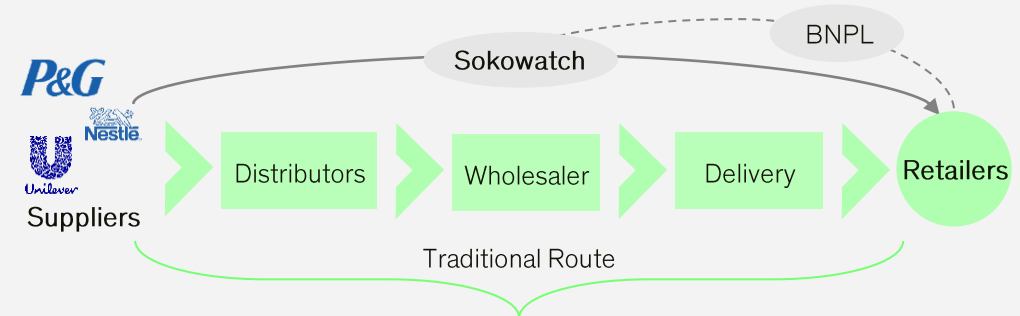 BNPL
Sokowatch
P&G
Nestlé
Unilever
Suppliers
Distributors
Wholesaler
Delivery
Retailers
Traditional Route